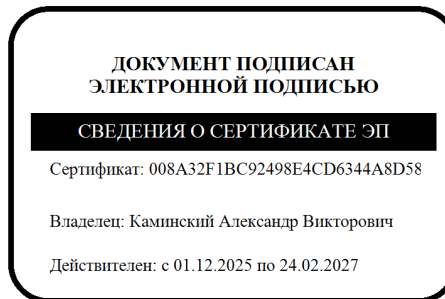 ДОКУМЕНТ ПОДПИСАН
ЭЛЕКТРОННОЙ ПОДПИСЬЮ
СВЕДЕНИЯ О СЕРТИФИКАТЕ ЭП
Сертификат: 008A32F1BC92498E4CD6344A8D58
Владелец: Каминский Александр Викторович
Действителен: с 01.12.2025 по 24.02.2027